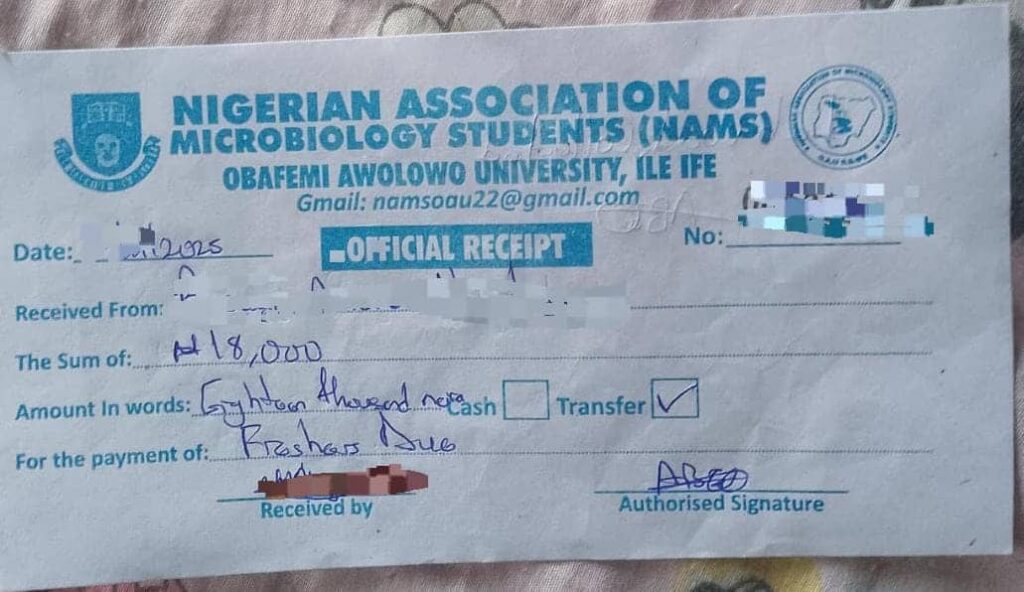 NIGERIAN ASSOCIATION OF
MICROBIOLOGY STUDENTS (NAMS)
OBAFEMI AWOLOWO UNIVERSITY, ILE IFE
Gmail: namsoau22@gmail.com
Date: 2025
OFFICIAL RECEIPT
No:
Received From:
The Sum of: ₦18,000
Amount In words: Eighteen thousand naira Cash Transfer ✓
For the payment of: Freshers Due
Received by
Authorised Signature